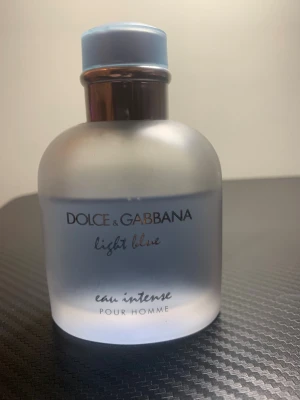 DOLCE & GABBANA
light blue
eau intense
POUR HOMME